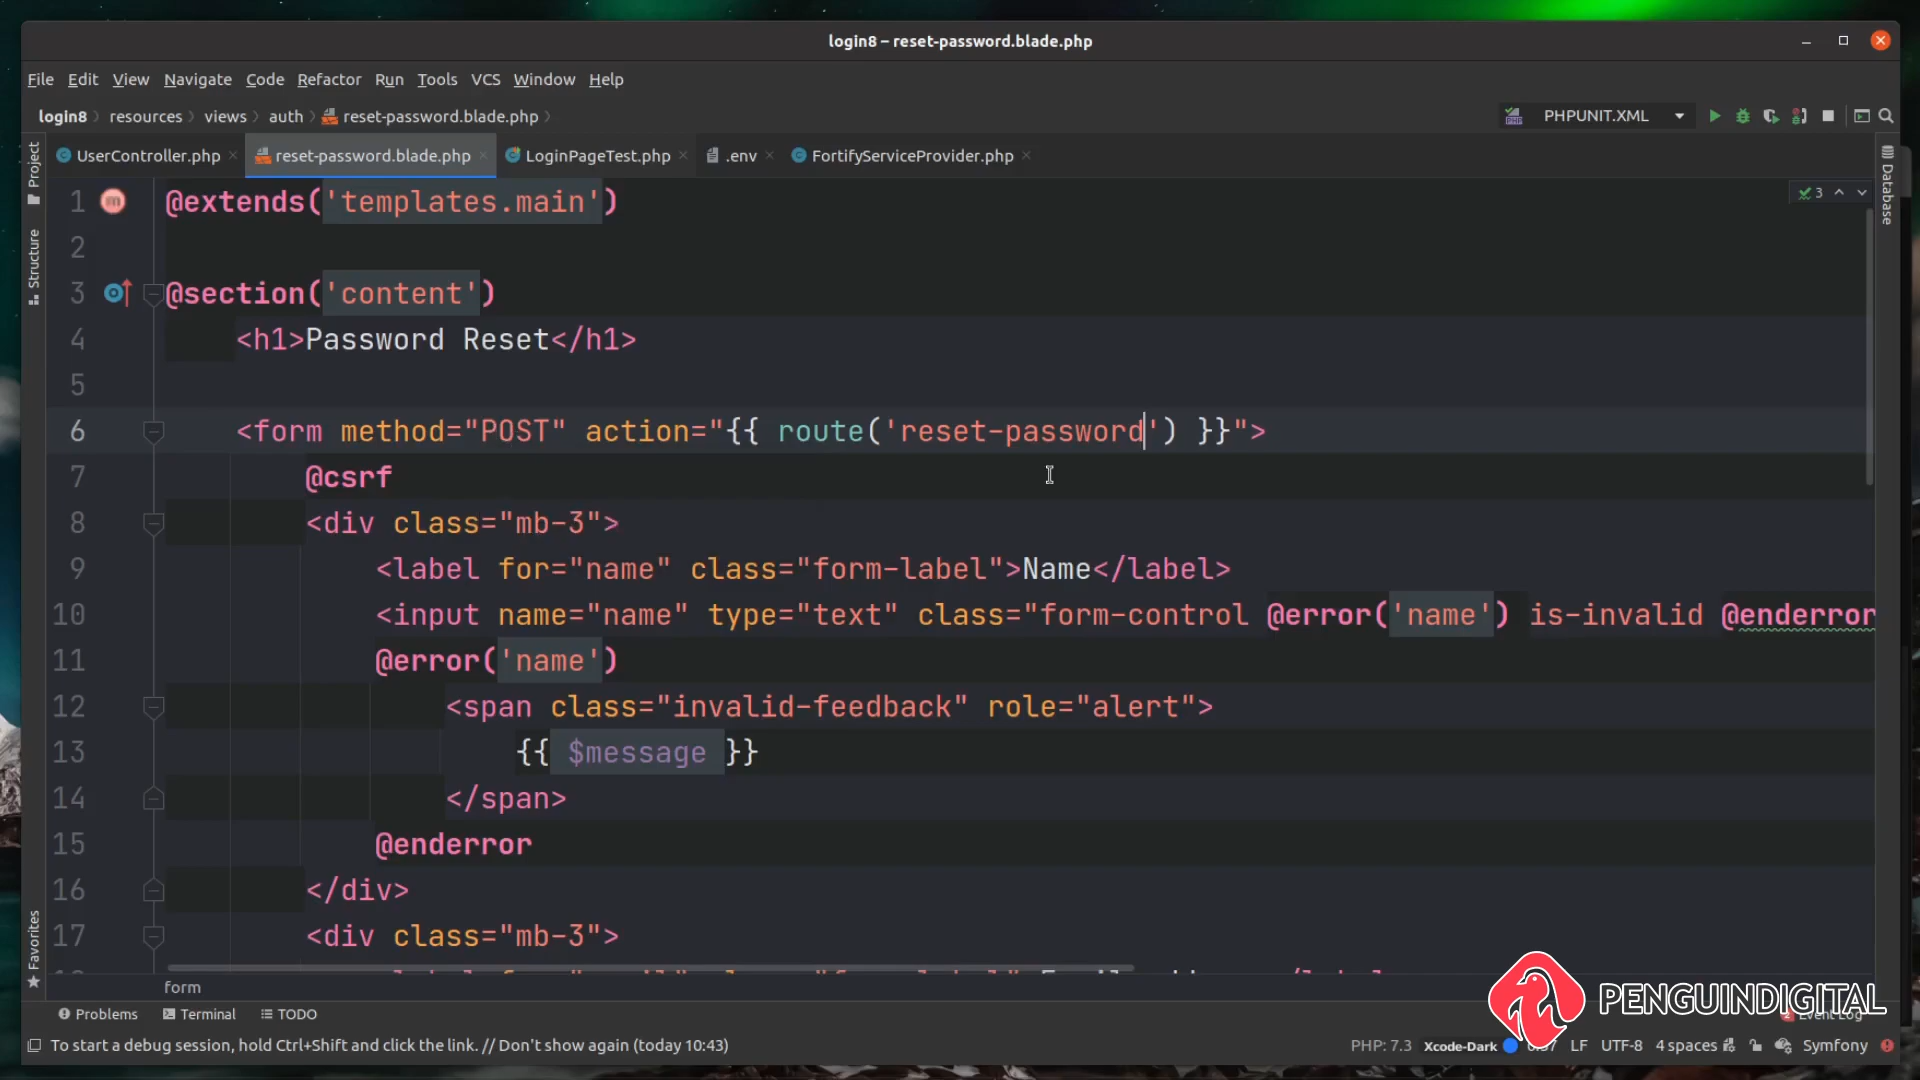 login8 – reset-password.blade.php
File Edit View Navigate Code Refactor Run Tools VCS Window Help
login8 resources views auth reset-password.blade.php PHPUNIT.XML
UserController.php reset-password.blade.php LoginPageTest.php .env FortifyServiceProvider.php
Project
Structure
Favorites
Database
3
1 @extends('templates.main')
2
3 @section('content')
4 <h1>Password Reset</h1>
5
6 <form method="POST" action="{{ route('reset-password') }}">
7 @csrf
8 <div class="mb-3">
9 <label for="name" class="form-label">Name</label>
10 <input name="name" type="text" class="form-control @error('name') is-invalid @enderror
11 @error('name')
12 <span class="invalid-feedback" role="alert">
13 {{ $message }}
14 </span>
15 @enderror
16 </div>
17 <div class="mb-3">
form
PENGUINDIGITAL
Problems Terminal TODO Event Log
To start a debug session, hold Ctrl+Shift and click the link. // Don't show again (today 10:43) PHP: 7.3 Xcode-Dark LF UTF-8 4 spaces Symfony